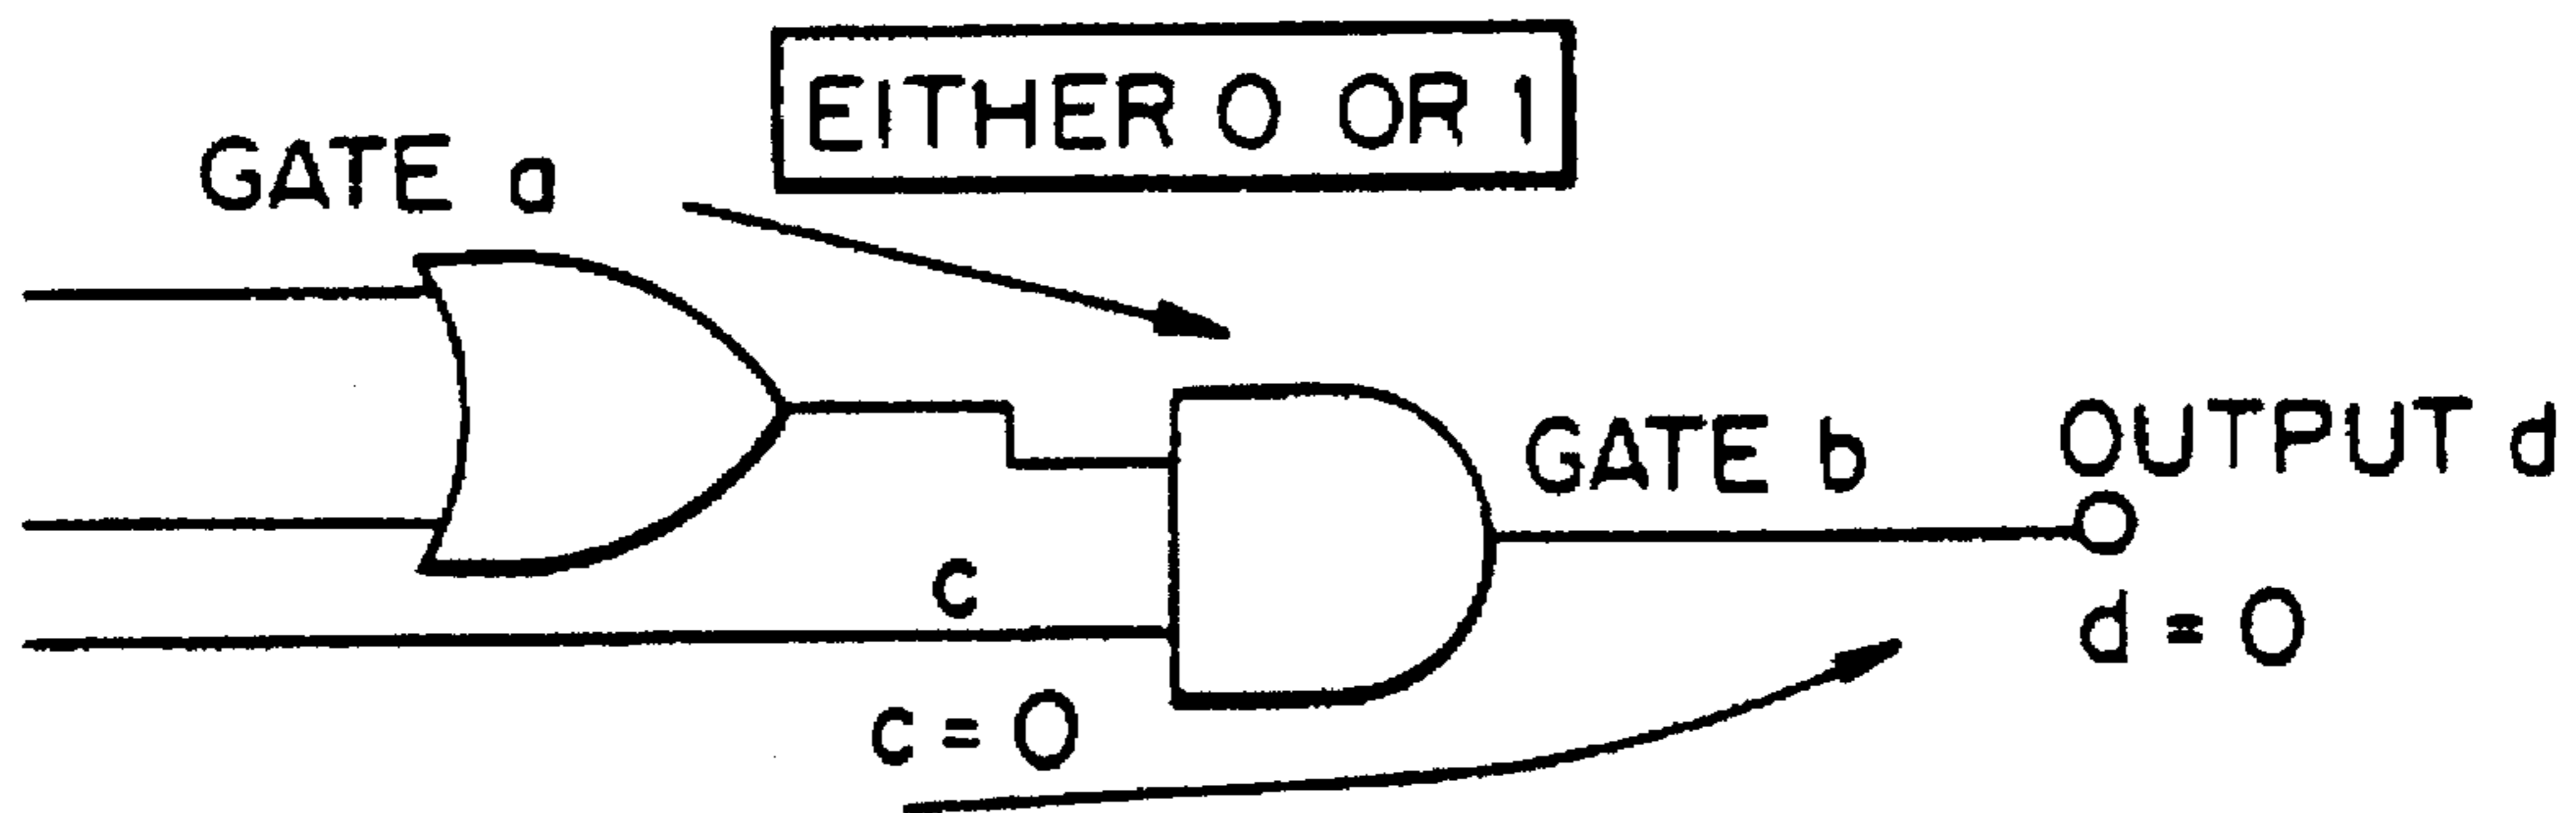 EITHER 0 OR 1
GATE a
GATE b
OUTPUT d
c
d = 0
c = 0